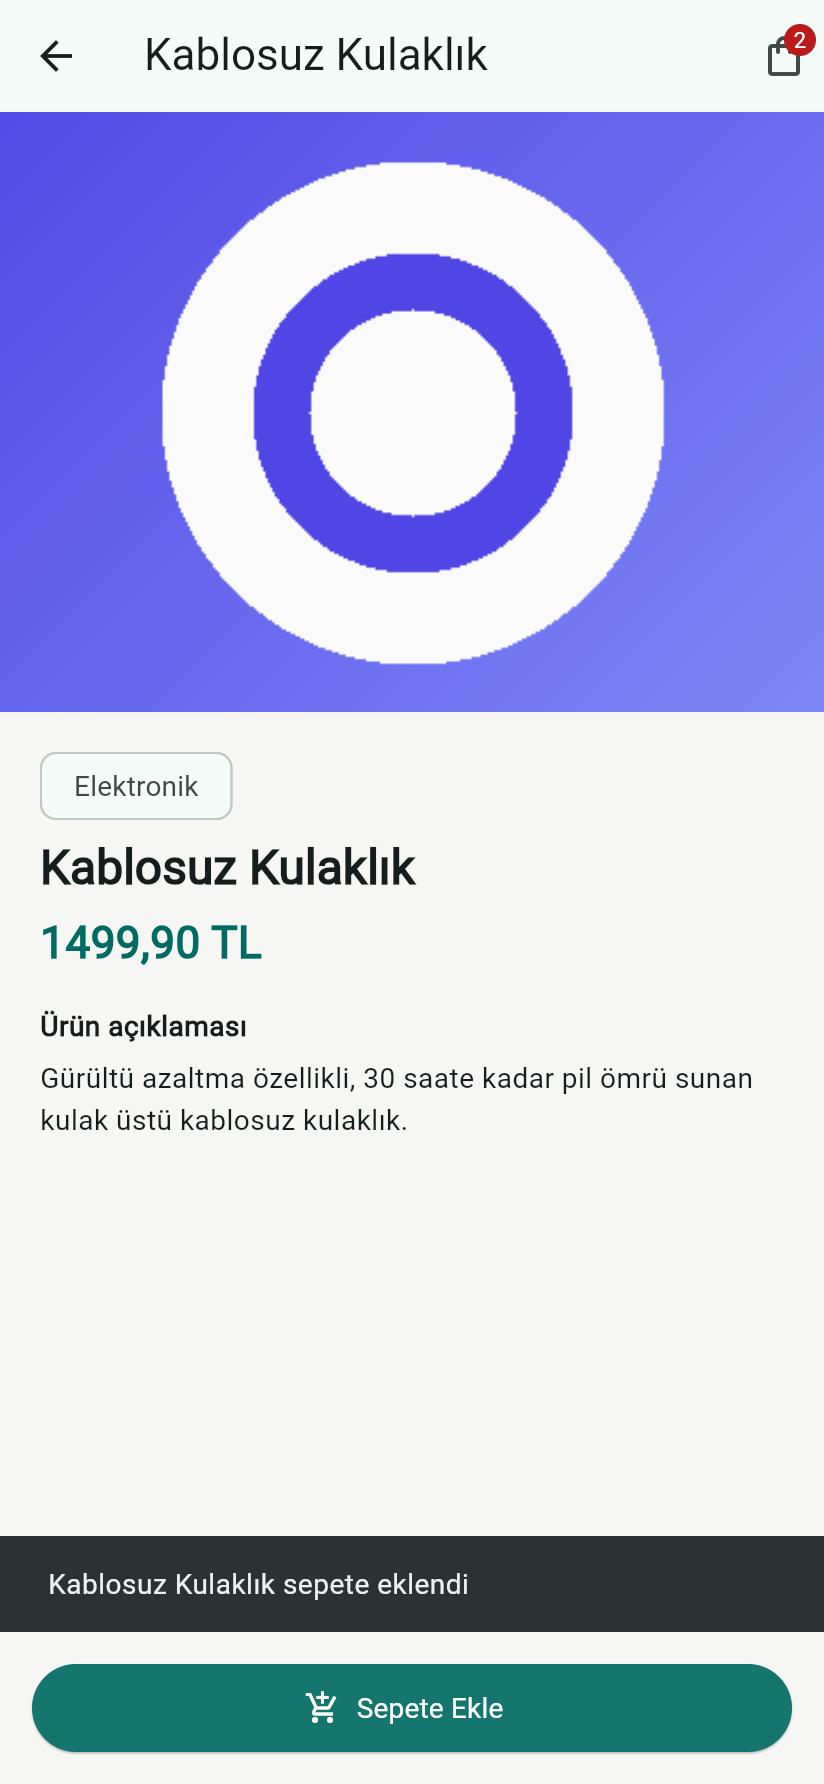 Kablosuz Kulaklık
2
Elektronik
Kablosuz Kulaklık
1499,90 TL
Ürün açıklaması
Gürültü azaltma özellikli, 30 saate kadar pil ömrü sunan
kulak üstü kablosuz kulaklık.
Kablosuz Kulaklık sepete eklendi
Sepete Ekle